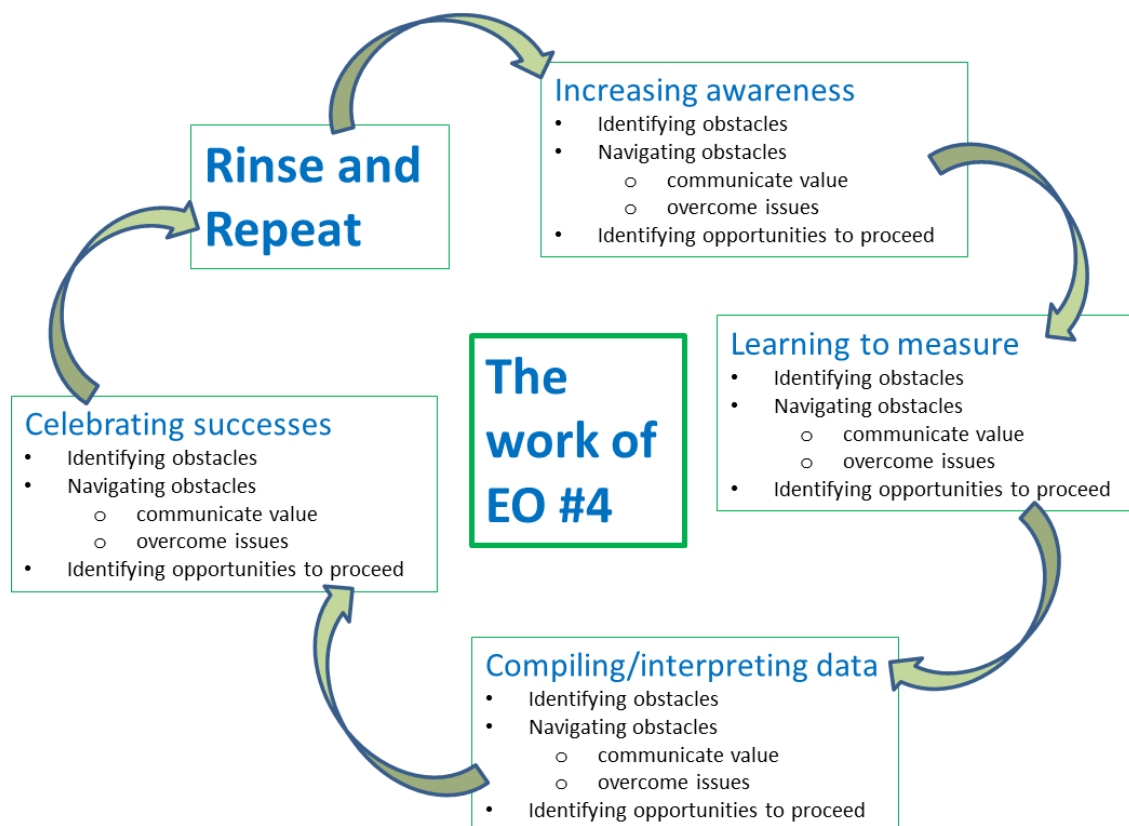 Rinse and
Repeat
Increasing awareness
• Identifying obstacles
• Navigating obstacles
o communicate value
o overcome issues
• Identifying opportunities to proceed
Learning to measure
• Identifying obstacles
• Navigating obstacles
o communicate value
o overcome issues
• Identifying opportunities to proceed
The
work of
EO #4
Celebrating successes
• Identifying obstacles
• Navigating obstacles
o communicate value
o overcome issues
• Identifying opportunities to proceed
Compiling/interpreting data
• Identifying obstacles
• Navigating obstacles
o communicate value
o overcome issues
• Identifying opportunities to proceed